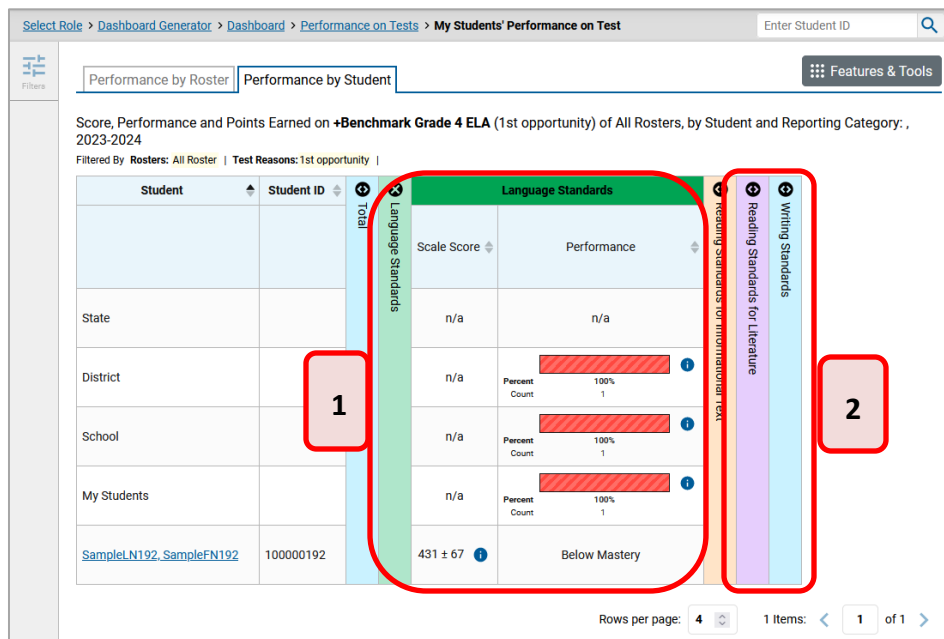 Select Role > Dashboard Generator > Dashboard > Performance on Tests > My Students' Performance on Test
Enter Student ID
Filters
Performance by Roster
Performance by Student
Features & Tools
Score, Performance and Points Earned on +Benchmark Grade 4 ELA (1st opportunity) of All Rosters, by Student and Reporting Category: ,
2023-2024
Filtered By Rosters: All Roster | Test Reasons: 1st opportunity |
Student
Student ID
Total
Language Standards
Language Standards
Scale Score
Performance
Reading Standards for Informational Text
Reading Standards for Literature
Writing Standards
State
n/a
n/a
District
n/a
Percent 100%
Count 1
School
n/a
Percent 100%
Count 1
My Students
n/a
Percent 100%
Count 1
SampleLN192, SampleFN192
100000192
431 ± 67
Below Mastery
1
2
Rows per page: 4
1 Items:
1
of 1